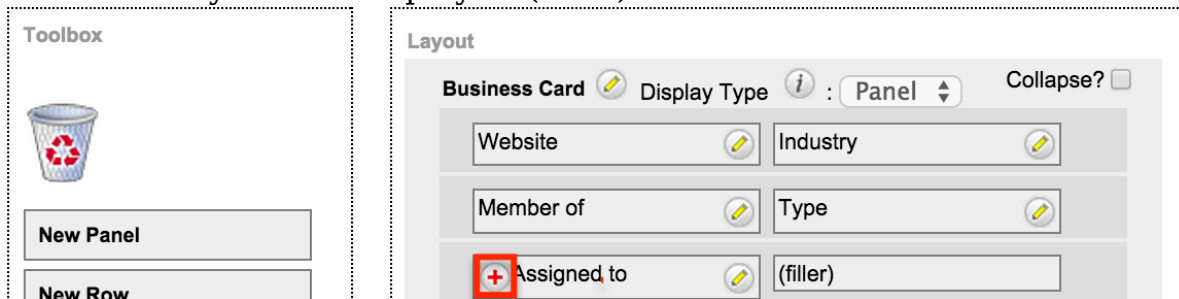 Toolbox
New Panel
New Row
Layout
Business Card Display Type i : Panel Collapse?
Website Industry
Member of Type
+ Assigned to (filler)